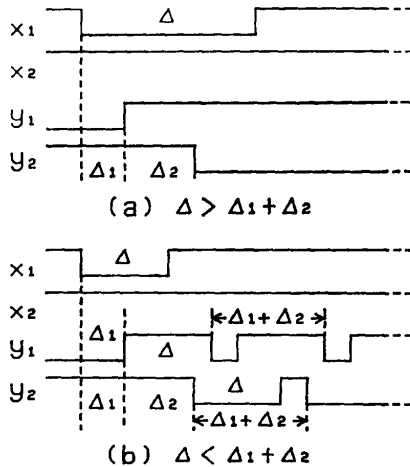 x₁ Δ
x₂
y₁
y₂ Δ₁ Δ₂
(a) Δ > Δ₁+Δ₂
x₁ Δ
x₂
Δ₁ Δ₁+Δ₂
y₁ Δ
y₂ Δ₁ Δ₂ Δ
Δ₁+Δ₂
(b) Δ < Δ₁+Δ₂